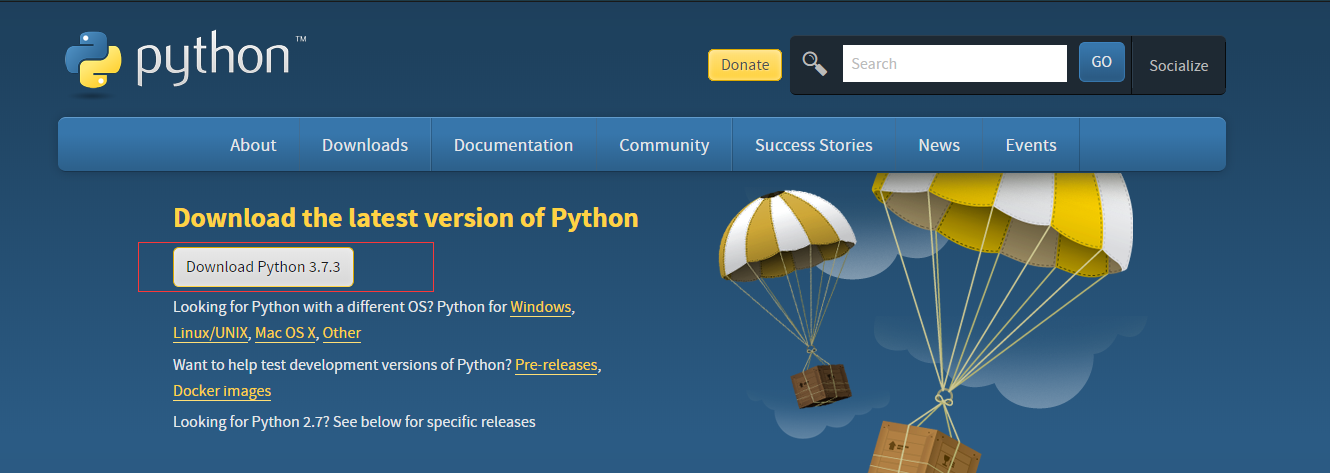 python™
Donate
Search
GO
Socialize
About
Downloads
Documentation
Community
Success Stories
News
Events
Download the latest version of Python
Download Python 3.7.3
Looking for Python with a different OS? Python for Windows,
Linux/UNIX, Mac OS X, Other
Want to help test development versions of Python? Pre-releases,
Docker images
Looking for Python 2.7? See below for specific releases